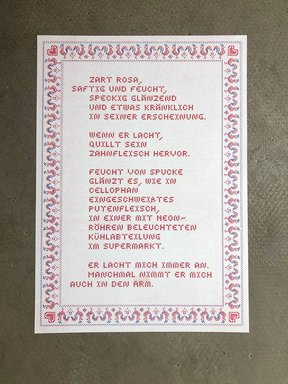 ZART ROSA,
SAFTIG UND FEUCHT,
SPECKIG GLÄNZEND
UND ETWAS KRÄNKLICH
IN SEINER ERSCHEINUNG.
WENN ER LACHT,
QUILLT SEIN
ZAHNFLEISCH HERVOR.
FEUCHT VON SPUCKE
GLÄNZT ES, WIE IN
CELLOPHAN
EINGESCHWEIẞTES
PUTENFLEISCH,
IN EINER MIT NEON-
RÖHREN BELEUCHTETEN
KÜHLABTEILUNG
IM SUPERMARKT.
ER LACHT MICH IMMER AN.
MANCHMAL NIMMT ER MICH
AUCH IN DEN ARM.